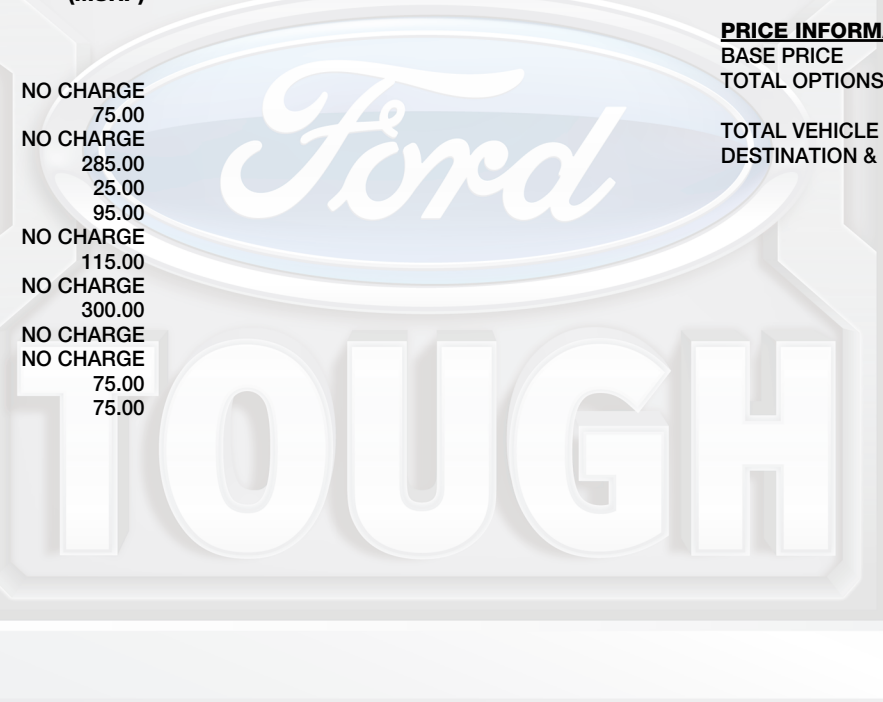 NO CHARGE
75.00
NO CHARGE
285.00
25.00
95.00
NO CHARGE
115.00
NO CHARGE
300.00
NO CHARGE
NO CHARGE
75.00
75.00
PRICE
BASE PRICE
TOTAL OPTIONS
TOTAL VEHICLE
DESTINATION &
Ford
TOUGH